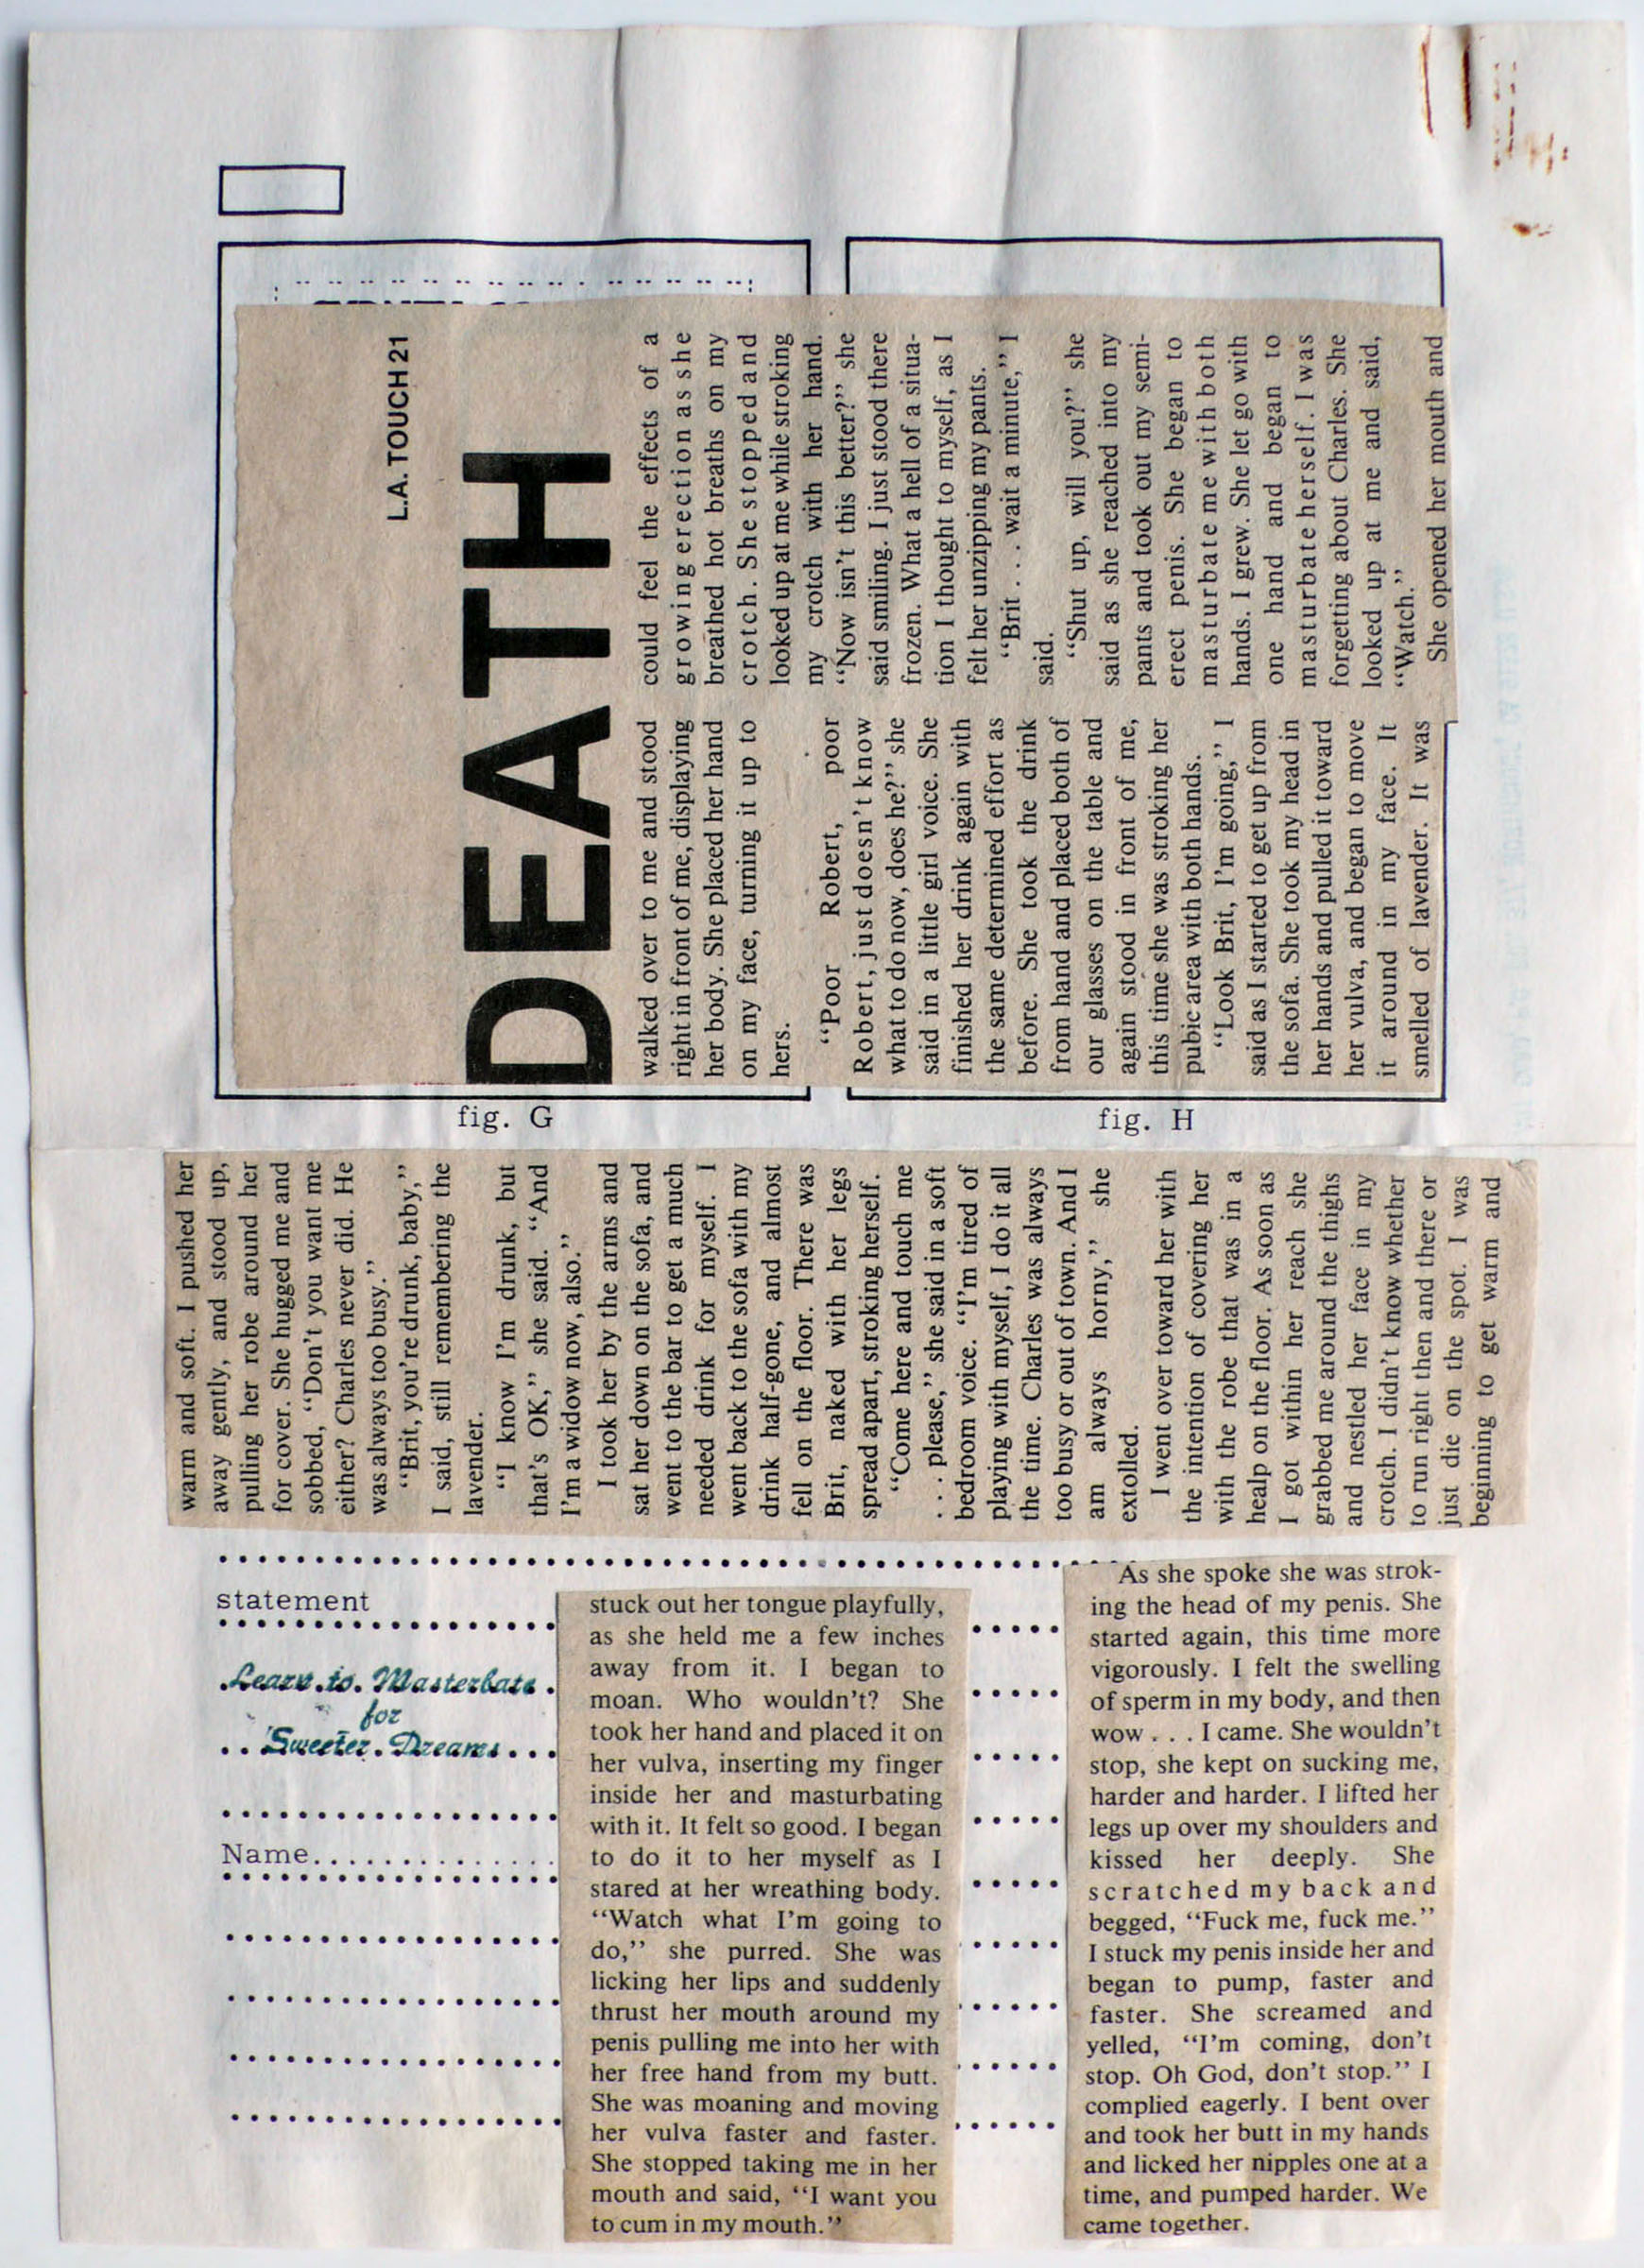 L.A. TOUCH 21
DEATH
walked over to me and stood
right in front of me, displaying
her body. She placed her hand
on my face, turning it up to
hers.
“Poor Robert, poor
Robert, just doesn’t know
what to do now, does he?” she
said in a little girl voice. She
finished her drink again with
the same determined effort as
before. She took the drink
from hand and placed both of
our glasses on the table and
again stood in front of me,
this time she was stroking her
pubic area with both hands.
“Look Brit, I’m going,” I
said as I started to get up from
the sofa. She took my head in
her hands and pulled it toward
her vulva, and began to move
it around in my face. It
smelled of lavender. It was
warm and soft. I pushed her
away gently, and stood up,
pulling her robe around her
for cover. She hugged me and
sobbed, “Don’t you want me
either? Charles never did. He
was always too busy.”
“Brit, you’re drunk, baby,”
I said, still remembering the
lavender.
“I know I’m drunk, but
that’s OK,” she said. “And
I’m a widow now, also.”
I took her by the arms and
sat her down on the sofa, and
went to the bar to get a much
needed drink for myself. I
went back to the sofa with my
drink half-gone, and almost
fell on the floor. There was
Brit, naked with her legs
spread apart, stroking herself.
“Come here and touch me
. . . please,” she said in a soft
bedroom voice. “I’m tired of
playing with myself, I do it all
the time. Charles was always
too busy or out of town. And I
am always horny,” she
extolled.
I went over toward her with
the intention of covering her
with the robe that was in a
healp on the floor. As soon as
I got within her reach she
grabbed me around the thighs
and nestled her face in my
crotch. I didn’t know whether
to run right then and there or
just die on the spot. I was
beginning to get warm and
could feel the effects of a
growing erection as she
breathed hot breaths on my
crotch. She stopped and
looked up at me while stroking
my crotch with her hand.
“Now isn’t this better?” she
said smiling. I just stood there
frozen. What a hell of a situa-
tion I thought to myself, as I
felt her unzipping my pants.
“Brit . . . wait a minute,” I
said.
“Shut up, will you?” she
said as she reached into my
pants and took out my semi-
erect penis. She began to
masturbate me with both
hands. I grew. She let go with
one hand and began to
masturbate herself. I was
forgeting about Charles. She
looked up at me and said,
“Watch.”
She opened her mouth and
fig. G
fig. H
statement
Learn to Masterbate
for
Sweeter Dreams
Name..............
stuck out her tongue playfully,
as she held me a few inches
away from it. I began to
moan. Who wouldn’t? She
took her hand and placed it on
her vulva, inserting my finger
inside her and masturbating
with it. It felt so good. I began
to do it to her myself as I
stared at her wreathing body.
“Watch what I’m going to
do,” she purred. She was
licking her lips and suddenly
thrust her mouth around my
penis pulling me into her with
her free hand from my butt.
She was moaning and moving
her vulva faster and faster.
She stopped taking me in her
mouth and said, “I want you
to cum in my mouth.”
As she spoke she was strok-
ing the head of my penis. She
started again, this time more
vigorously. I felt the swelling
of sperm in my body, and then
wow . . . I came. She wouldn’t
stop, she kept on sucking me,
harder and harder. I lifted her
legs up over my shoulders and
kissed her deeply. She
scratched my back and
begged, “Fuck me, fuck me.”
I stuck my penis inside her and
began to pump, faster and
faster. She screamed and
yelled, “I’m coming, don’t
stop. Oh God, don’t stop.” I
complied eagerly. I bent over
and took her butt in my hands
and licked her nipples one at a
time, and pumped harder. We
came together.